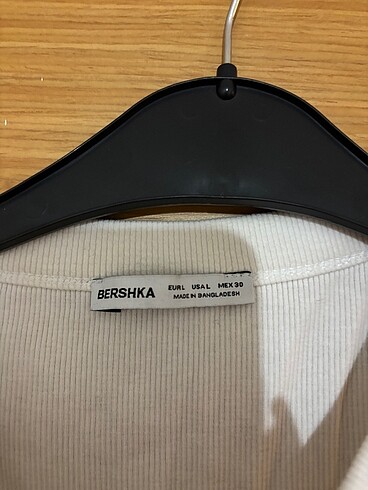 BERSHKA
EUR L USA L MEX 30
MADE IN BANGLADESH